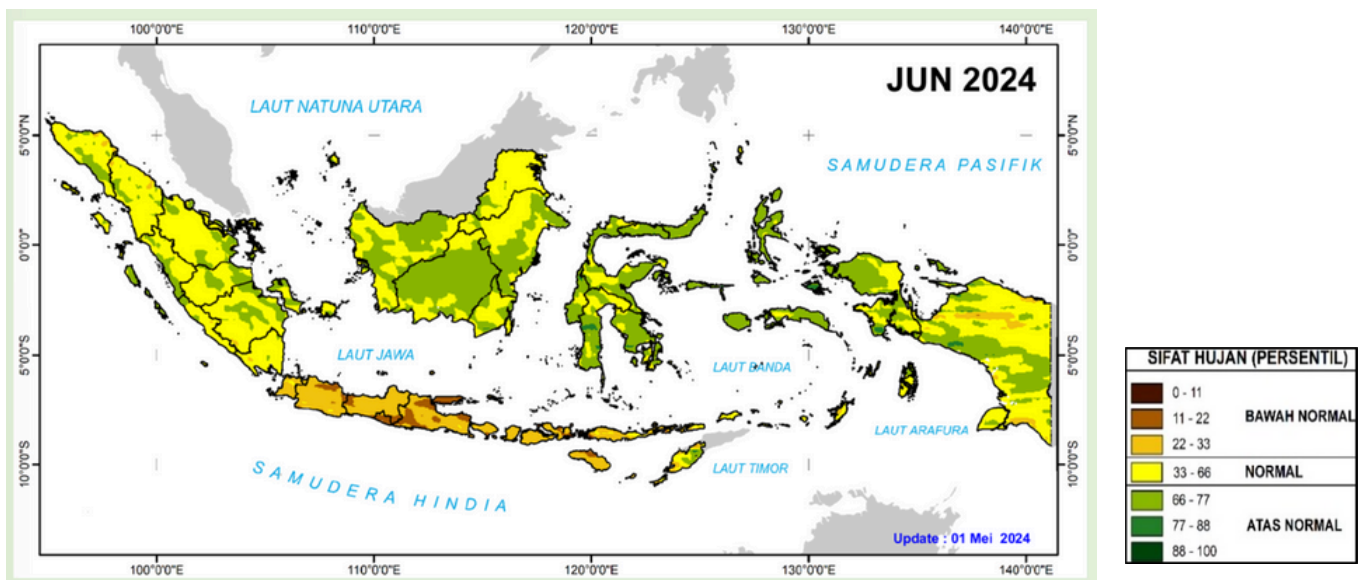 100°0'0"E 110°0'0"E 120°0'0"E 130°0'0"E 140°0'0"E
JUN 2024
LAUT NATUNA UTARA
5°0'0"N
5°0'0"N
SAMUDERA PASIFIK
0°0'0"
0°0'0"
LAUT JAWA
LAUT BANDA
5°0'0"S
5°0'0"S
LAUT ARAFURA
LAUT TIMOR
10°0'0"S
10°0'0"S
SAMUDERA HINDIA
Update : 01 Mei 2024
100°0'0"E 110°0'0"E 120°0'0"E 130°0'0"E 140°0'0"E
SIFAT HUJAN (PERSENTIL)
0 - 11
11 - 22 BAWAH NORMAL
22 - 33
33 - 66 NORMAL
66 - 77
77 - 88 ATAS NORMAL
88 - 100